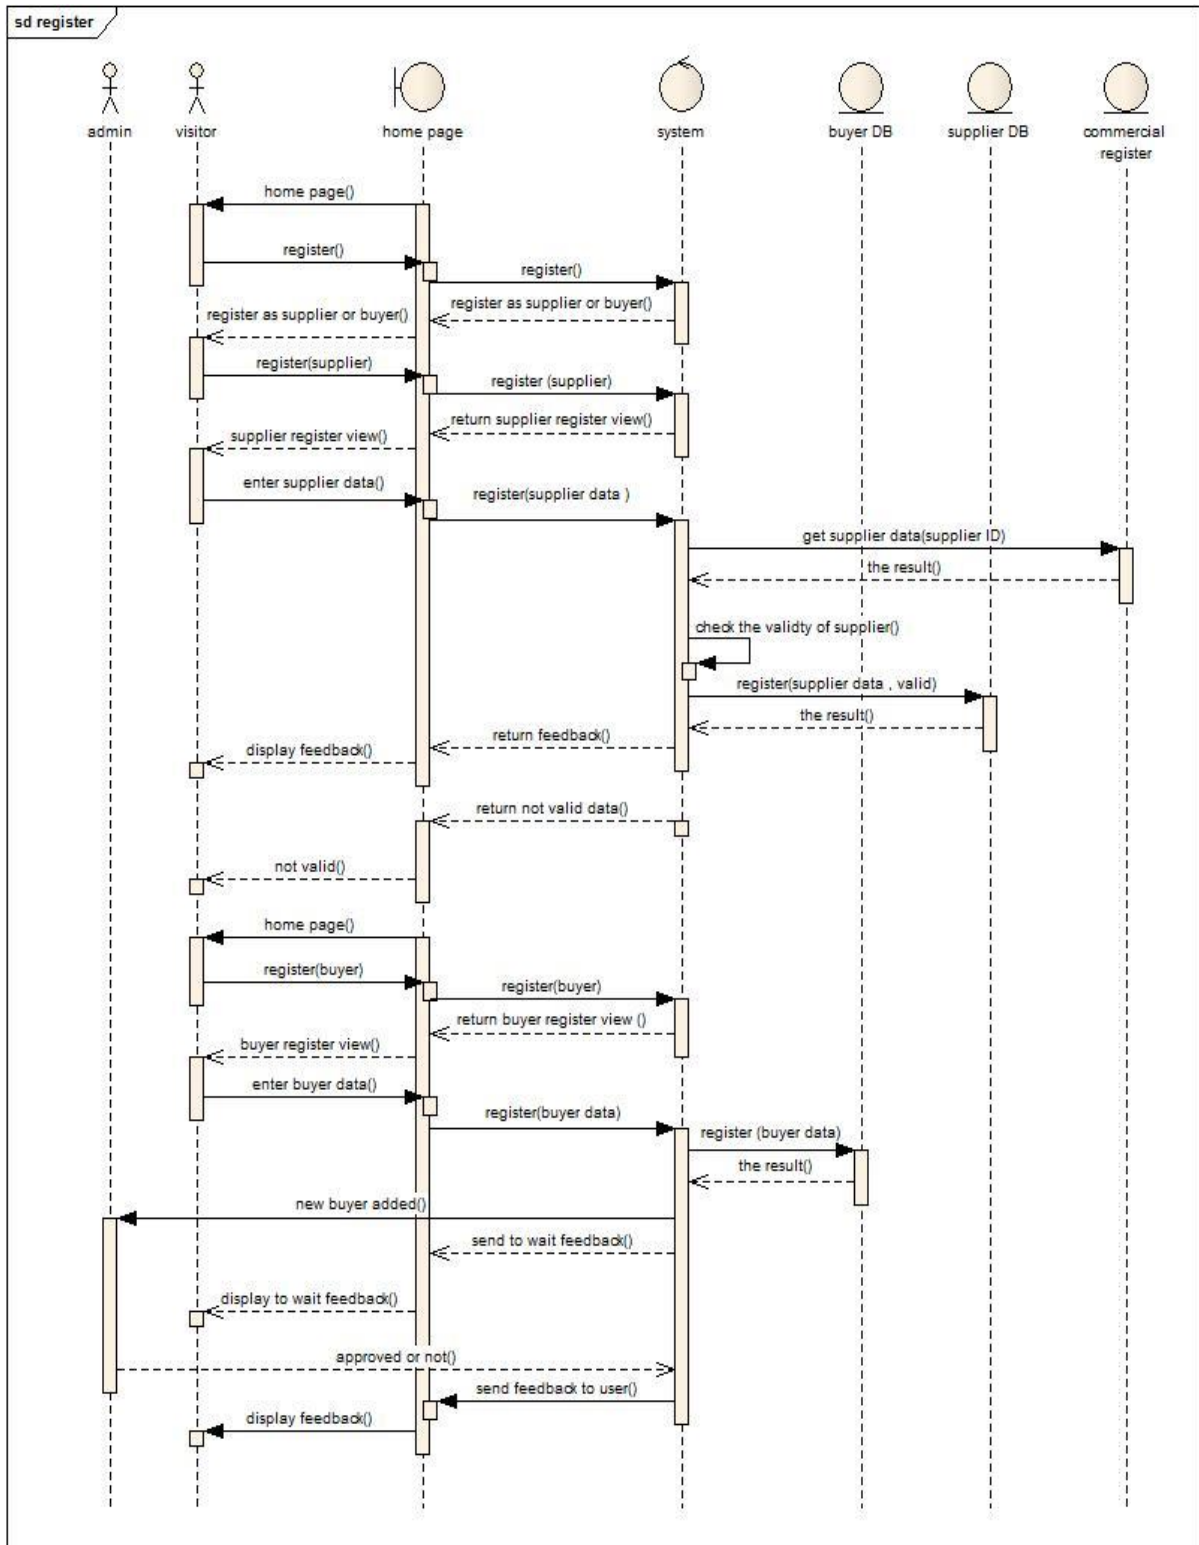 sd register
admin
visitor
home page
system
buyer DB
supplier DB
commercial
register
home page()
register()
register()
register as supplier or buyer()
register as supplier or buyer()
register(supplier)
register (supplier)
return supplier register view()
supplier register view()
enter supplier data()
register(supplier data )
get supplier data(supplier ID)
the result()
check the validty of supplier()
register(supplier data , valid)
the result()
return feedback()
display feedback()
return not valid data()
not valid()
home page()
register(buyer)
register(buyer)
return buyer register view ()
buyer register view()
enter buyer data()
register(buyer data)
register (buyer data)
the result()
new buyer added()
send to wait feedback()
display to wait feedback()
approved or not()
send feedback to user()
display feedback()